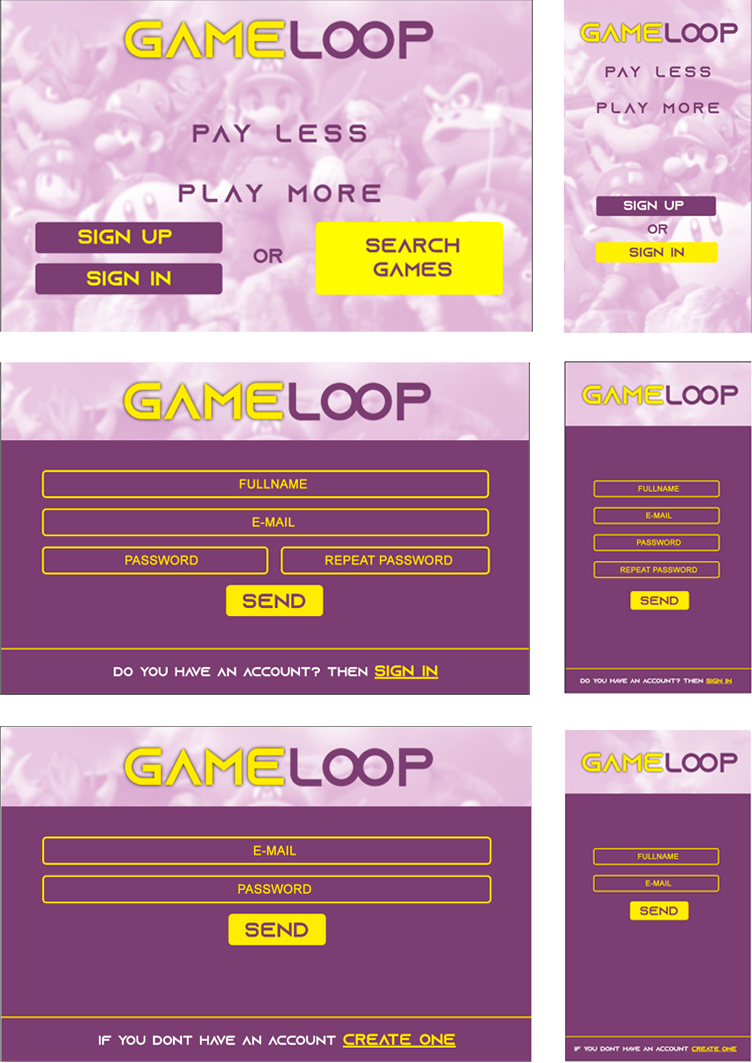 GAMELOOP
PAY LESS
PLAY MORE
SIGN UP
SIGN IN
OR
SEARCH
GAMES
GAMELOOP
PAY LESS
PLAY MORE
SIGN UP
OR
SIGN IN
GAMELOOP
FULLNAME
E-MAIL
PASSWORD
REPEAT PASSWORD
SEND
DO YOU HAVE AN ACCOUNT? THEN SIGN IN
GAMELOOP
FULLNAME
E-MAIL
PASSWORD
REPEAT PASSWORD
SEND
DO YOU HAVE AN ACCOUNT? THEN SIGN IN
GAMELOOP
E-MAIL
PASSWORD
SEND
IF YOU DONT HAVE AN ACCOUNT CREATE ONE
GAMELOOP
FULLNAME
E-MAIL
SEND
IF YOU DONT HAVE AN ACCOUNT CREATE ONE